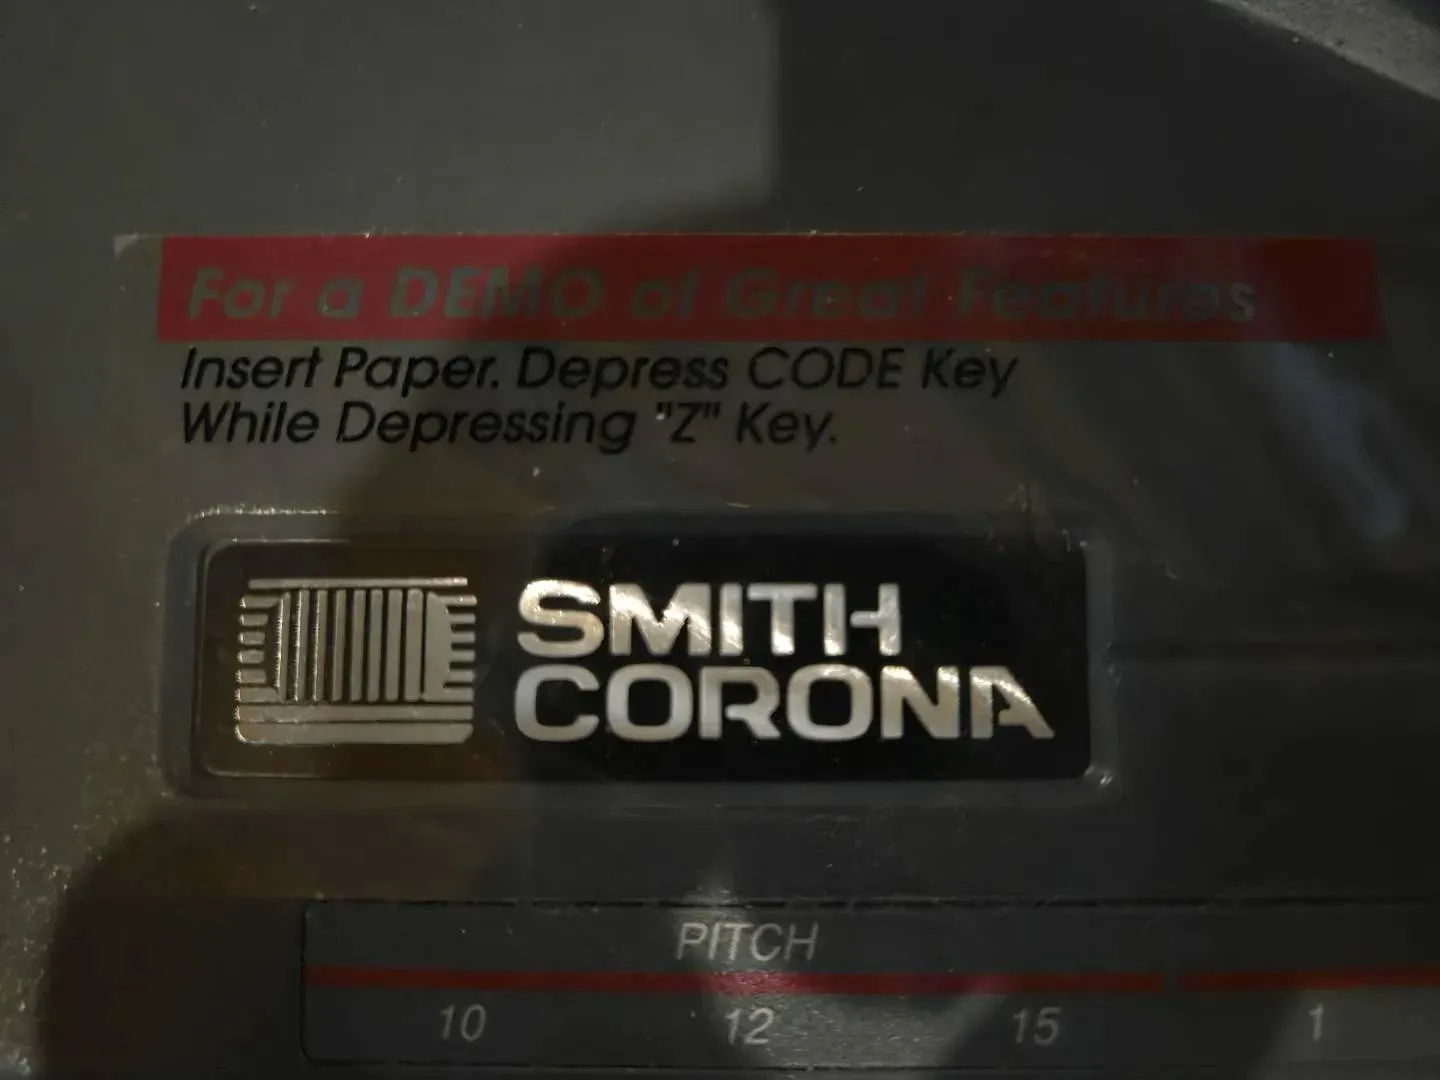 For a DEMO of Great Features
Insert Paper. Depress CODE Key
While Depressing "Z" Key.
SMITH
CORONA
PITCH
10 12 15 1